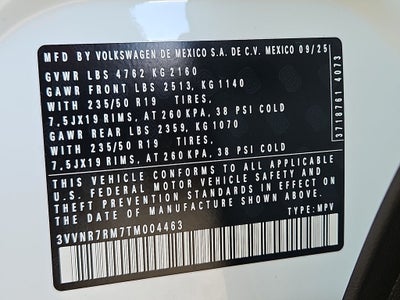 MFD. BY VOLKSWAGEN DE MEXICO S.A. DE C.V. MEXICO 09/25
GVWR LBS 4762 KG 2160
GAWR FRONT LBS 2513, KG 1140
WITH 235/50 R19 TIRES,
7,5JX19 RIMS, AT 260 KPA, 38 PSI COLD
GAWR REAR LBS 2359, KG 1070
WITH 235/50 R19 TIRES,
7,5JX19 RIMS, AT 260 KPA, 38 PSI COLD
THIS VEHICLE CONFORMS TO ALL APPLICABLE
U.S. FEDERAL MOTOR VEHICLE SAFETY AND
THEFT PREVENTION STANDARDS IN EFFECT ON
THE DATE OF MANUFACTURE SHOWN ABOVE.
3VVNR7RM7TM004463 TYPE: MPV
37118761 4073